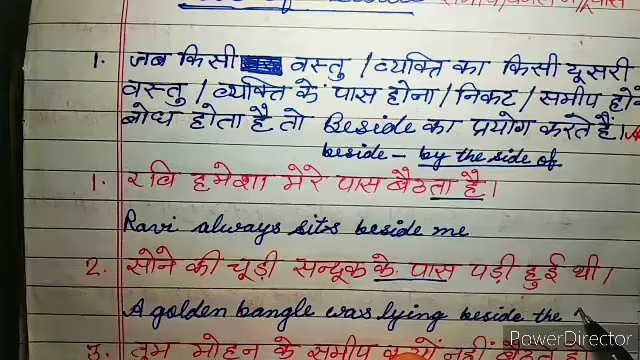 1. जब किसी वस्तु / व्यक्ति का किसी दूसरी
वस्तु / व्यक्ति के पास होना / निकट / समीप होने
बोध होता है तो Beside का प्रयोग करते हैं।
beside - by the side of
1. रवि हमेशा मेरे पास बैठता है।
Ravi always sits beside me
2. सोने की चूड़ी सन्दूक के पास पड़ी हुई थी।
A golden bangle was lying beside the
3. तुम मोहन के समीप क्यों नहीं
PowerDirector